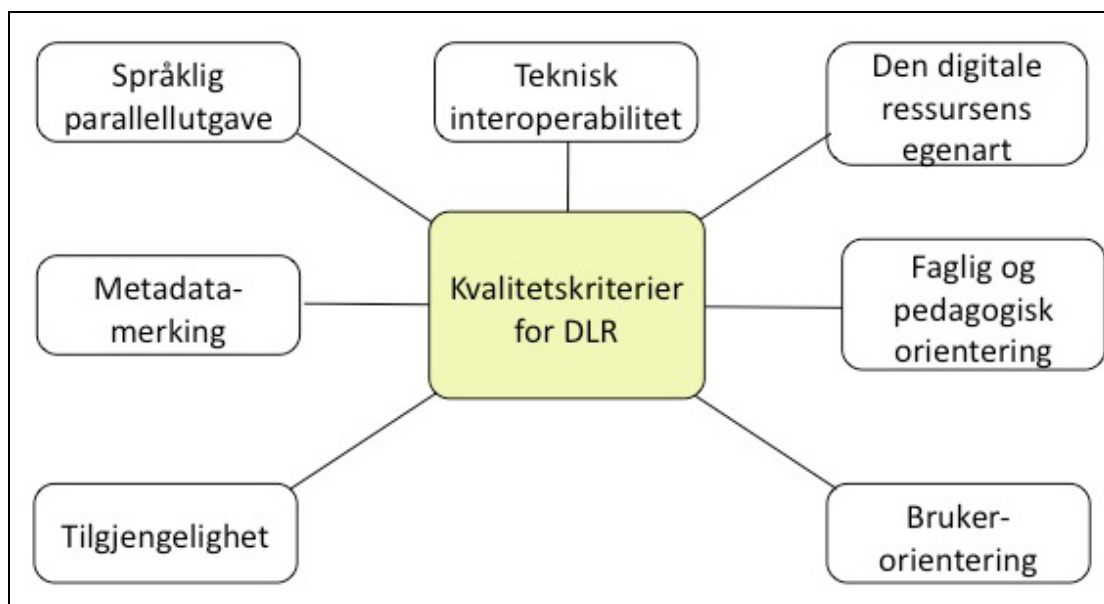 Språklig
parallellutgave
Teknisk
interoperabilitet
Den digitale
ressursens
egenart
Metadata-
merking
Kvalitetskriterier
for DLR
Faglig og
pedagogisk
orientering
Tilgjengelighet
Bruker-
orientering